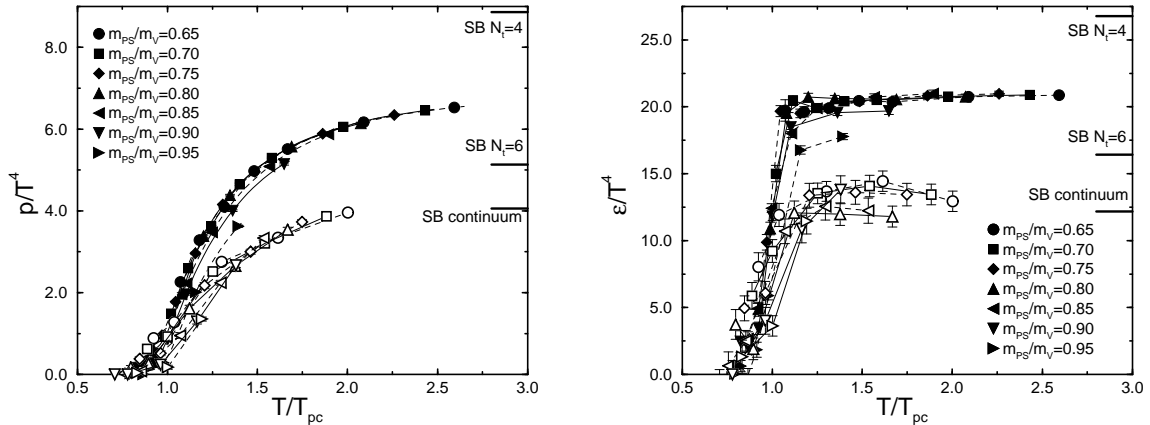 8.0
6.0
4.0
2.0
0.0
p/T⁴
0.5 1.0 1.5 2.0 2.5 3.0
T/T_pc
m_PS/m_V=0.65
m_PS/m_V=0.70
m_PS/m_V=0.75
m_PS/m_V=0.80
m_PS/m_V=0.85
m_PS/m_V=0.90
m_PS/m_V=0.95
SB N_t=4
SB N_t=6
SB continuum
25.0
20.0
15.0
10.0
5.0
0.0
ε/T⁴
0.5 1.0 1.5 2.0 2.5 3.0
T/T_pc
SB N_t=4
SB N_t=6
SB continuum
m_PS/m_V=0.65
m_PS/m_V=0.70
m_PS/m_V=0.75
m_PS/m_V=0.80
m_PS/m_V=0.85
m_PS/m_V=0.90
m_PS/m_V=0.95